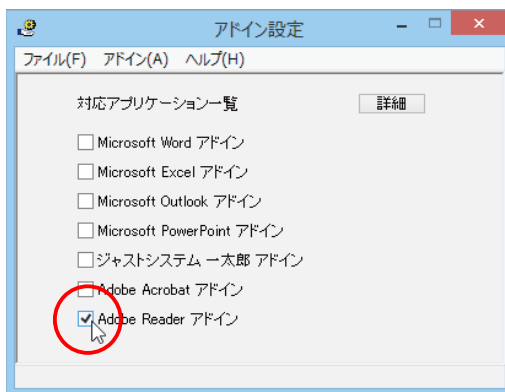 アドイン設定
ファイル(F) アドイン(A) ヘルプ(H)
対応アプリケーション一覧 詳細
Microsoft Word アドイン
Microsoft Excel アドイン
Microsoft Outlook アドイン
Microsoft PowerPoint アドイン
ジャストシステム 一太郎 アドイン
Adobe Acrobat アドイン
Adobe Reader アドイン